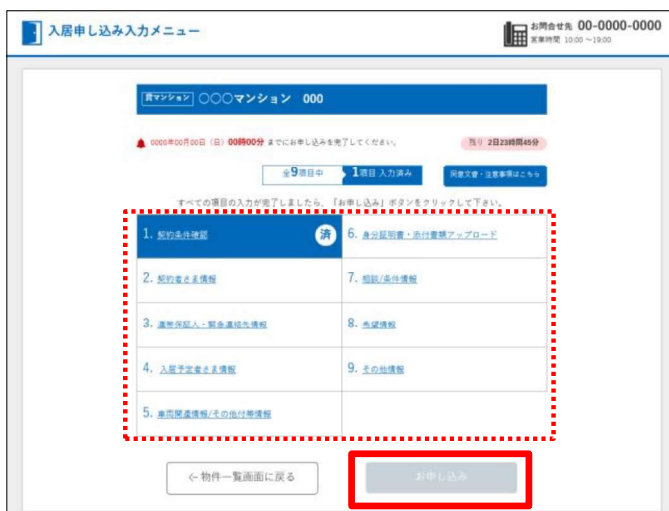 入居申し込み入力メニュー
お問合せ先 00-0000-0000
営業時間 10:00 ~19:00
貸マンション 〇〇〇マンション 000
0000年00月00日 (日) 00時00分 までにお申し込みを完了してください。
残り 2日23時間45分
全9項目中 1項目 入力済み
同意文書・注意事項はこちら
すべての項目の入力が完了しましたら、「お申し込み」ボタンをクリックして下さい。
1. 契約条件確認 済
2. 契約者さま情報
3. 連帯保証人・緊急連絡先情報
4. 入居予定者さま情報
5. 車両関連情報/その他付帯情報
6. 身分証明書・添付書類アップロード
7. 相談/条件情報
8. 希望情報
9. その他情報
← 物件一覧画面に戻る
お申し込み